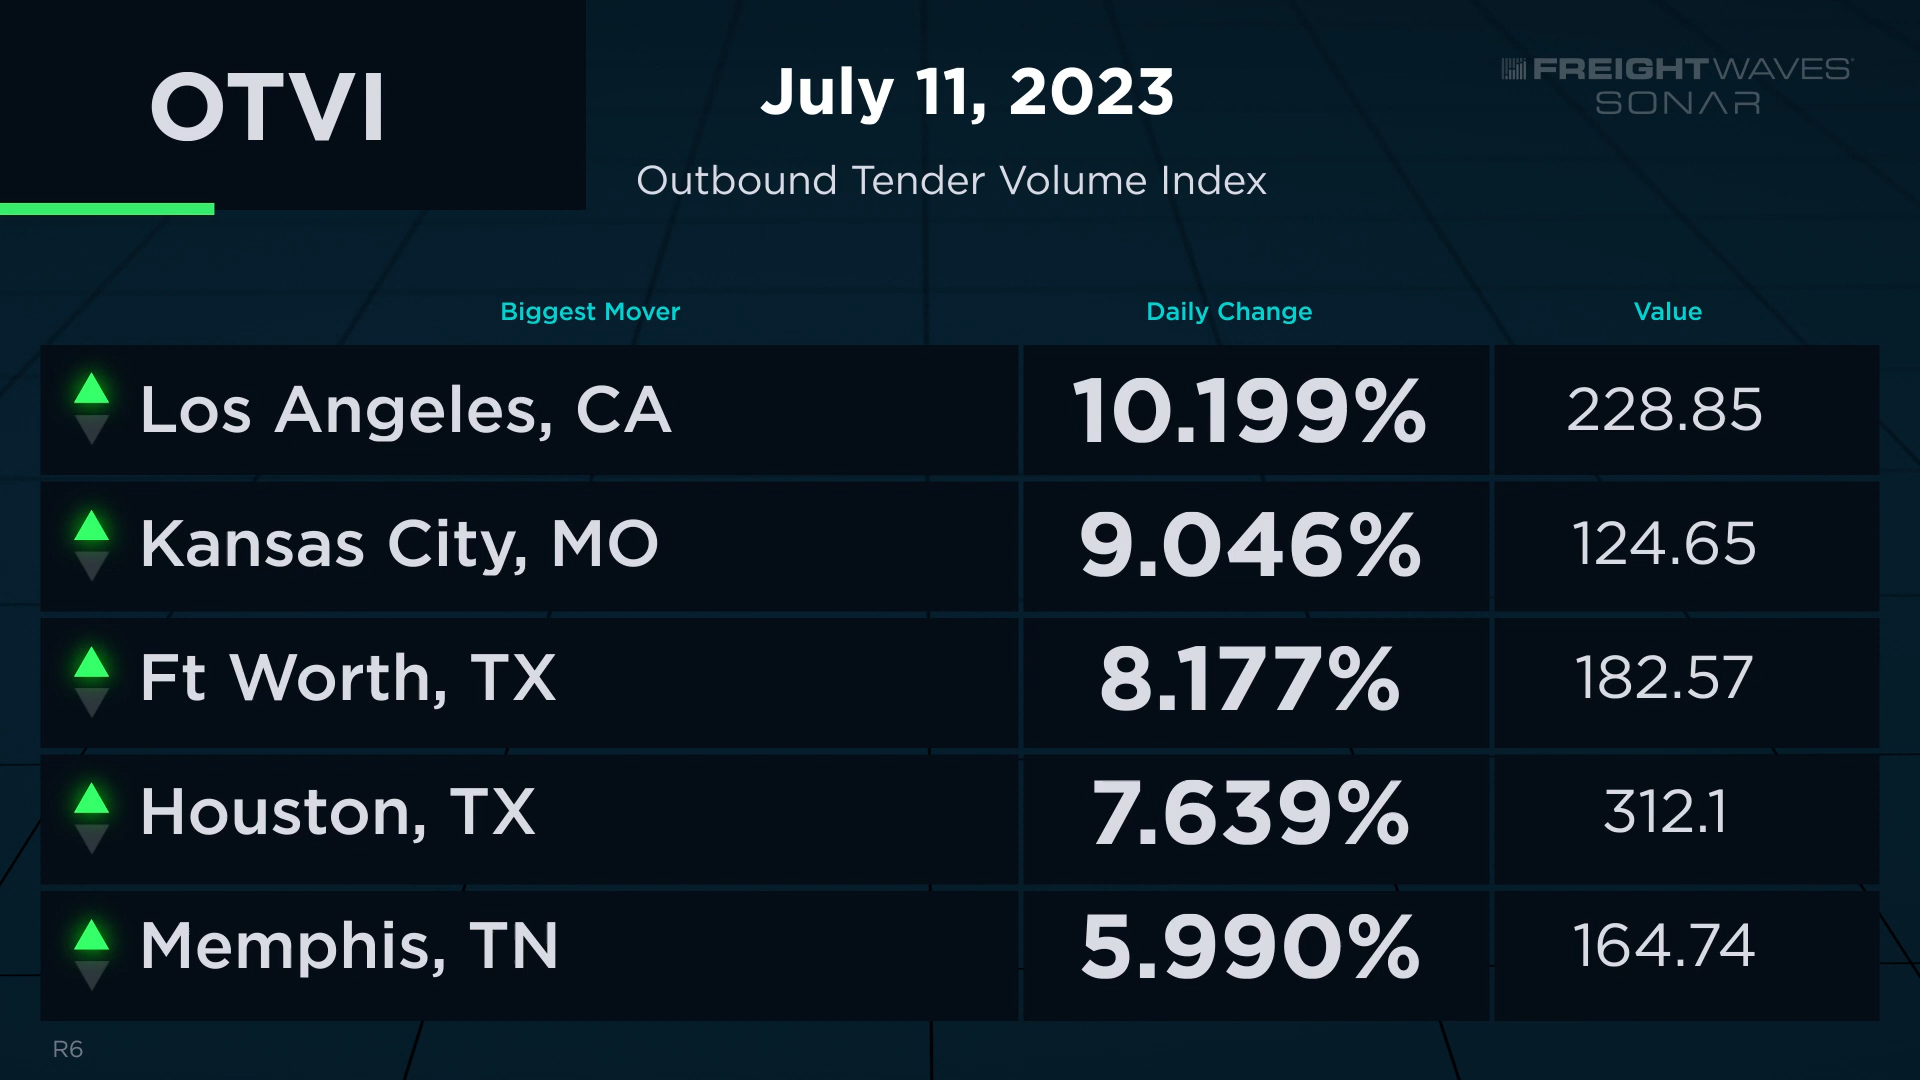 OTVI
July 11, 2023
Outbound Tender Volume Index
FREIGHTWAVES
SONAR
Biggest Mover Daily Change Value
Los Angeles, CA 10.199% 228.85
Kansas City, MO 9.046% 124.65
Ft Worth, TX 8.177% 182.57
Houston, TX 7.639% 312.1
Memphis, TN 5.990% 164.74
R6